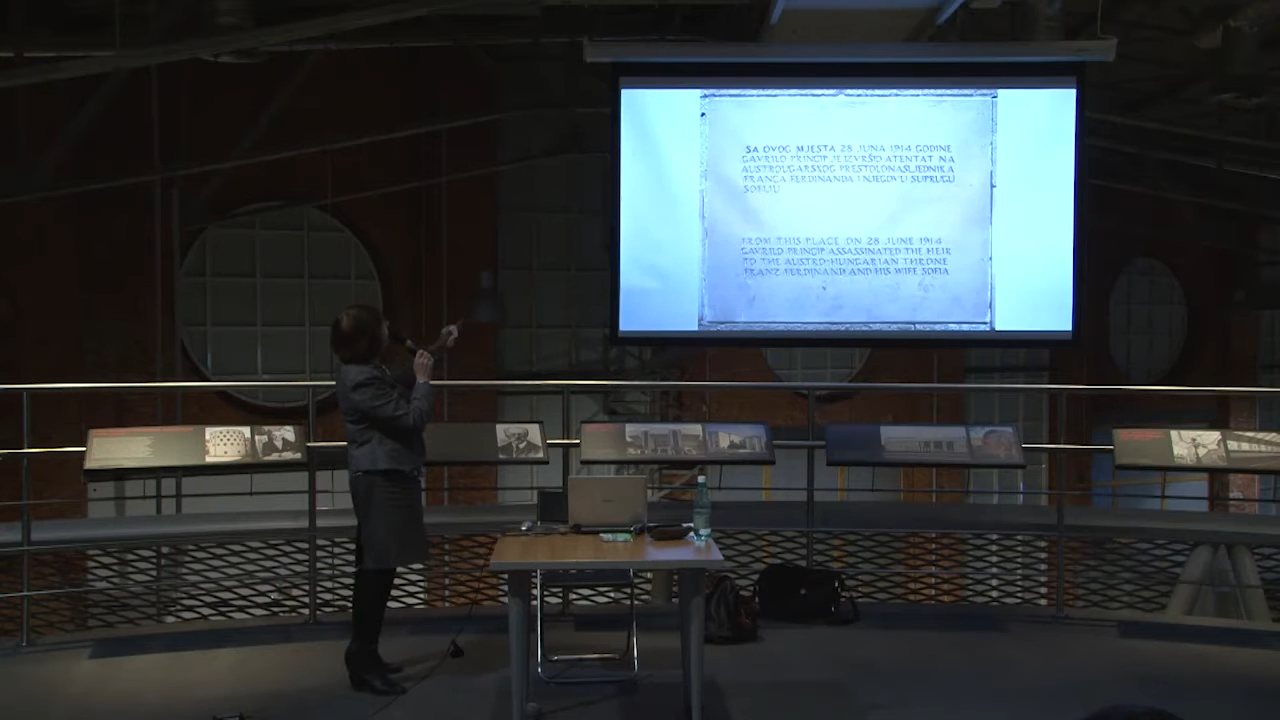 SA OVOG MJESTA 28 JUNA 1914 GODINE
GAVRILO PRINCIP JE IZVRŠIO ATENTAT NA
AUSTROUGARSKOG PRESTOLONASLJEDNIKA
FRANCA FERDINANDA I NJEGOVU SUPRUGU
SOFIJU
FROM THIS PLACE ON 28 JUNE 1914
GAVRILO PRINCIP ASSASSINATED THE HEIR
TO THE AUSTRO-HUNGARIAN THRONE
FRANZ FERDINAND AND HIS WIFE SOFIA